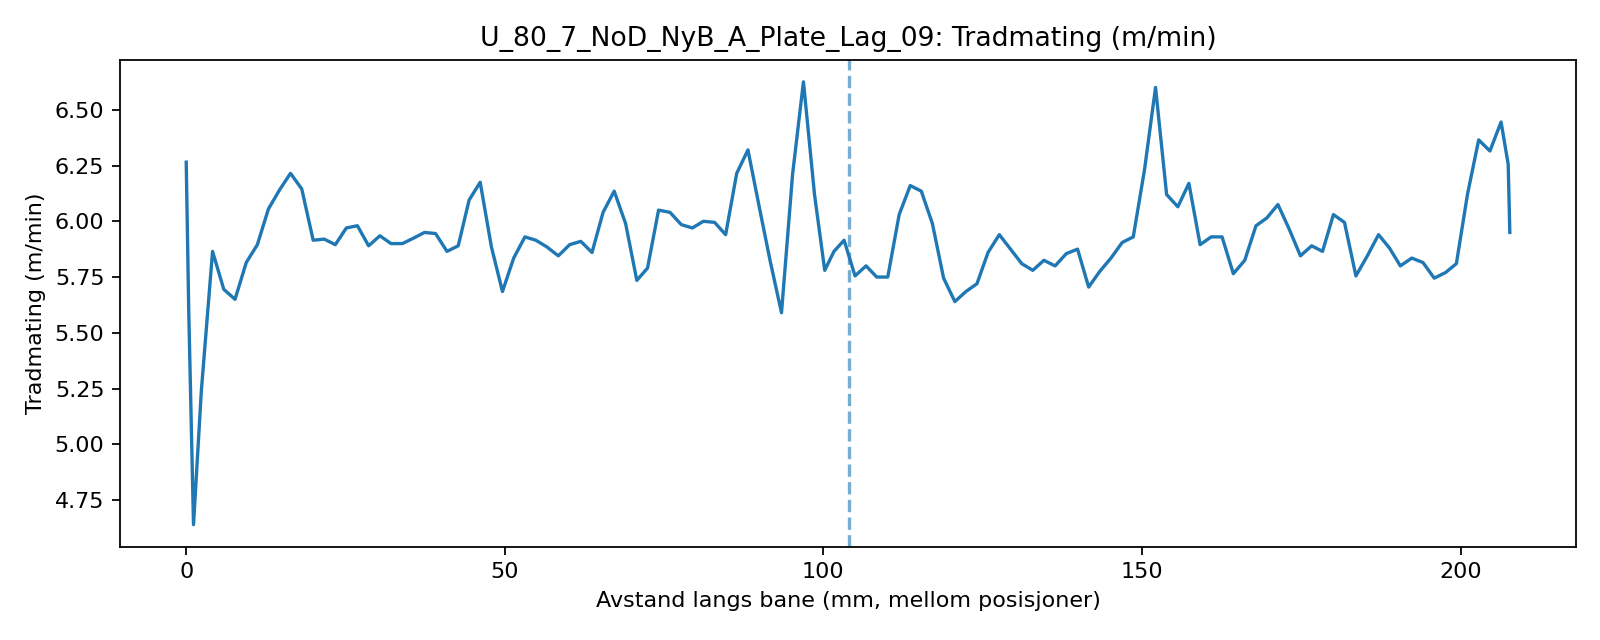 U_80_7_NoD_NyB_A_Plate_Lag_09: Tradmating (m/min)
Tradmating (m/min)
6.50
6.25
6.00
5.75
5.50
5.25
5.00
4.75
0 50 100 150 200
Avstand langs bane (mm, mellom posisjoner)